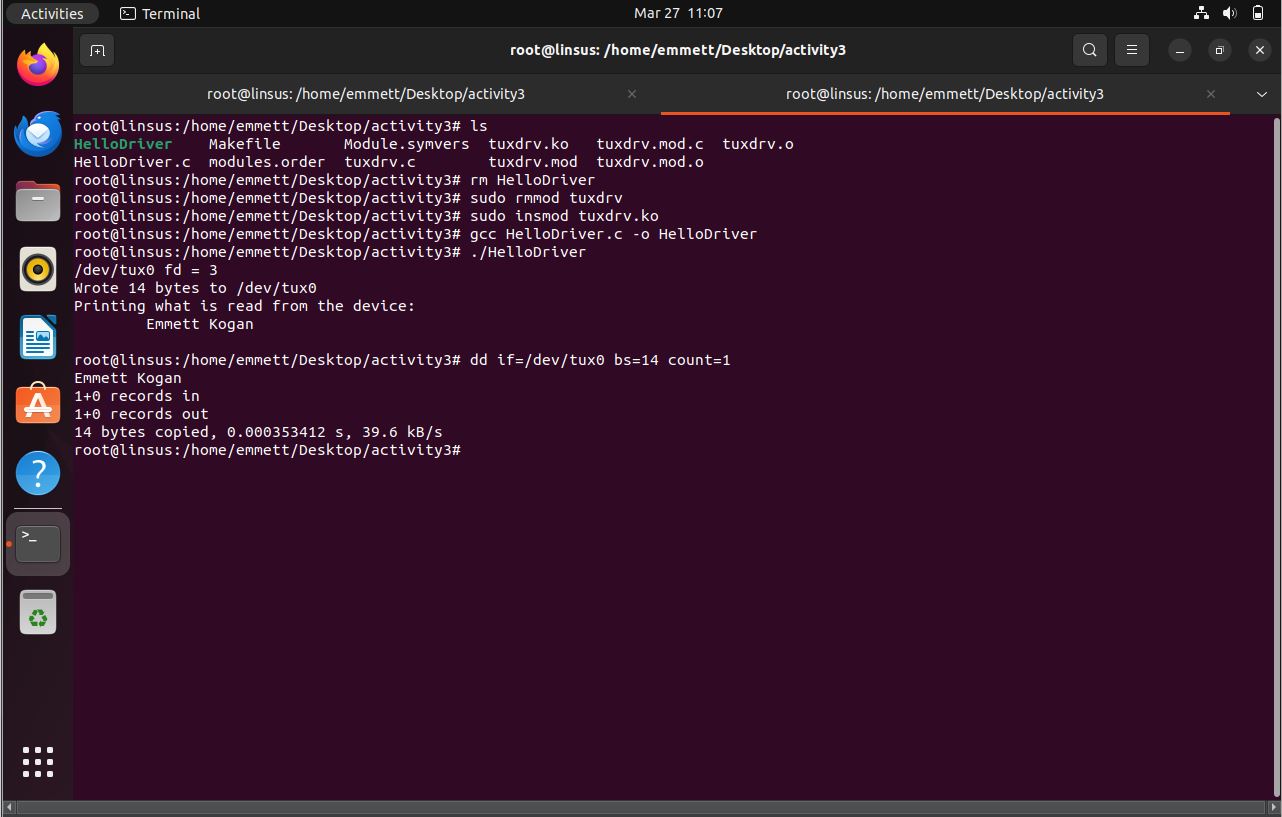 Activities Terminal Mar 27 11:07
root@linsus: /home/emmett/Desktop/activity3
root@linsus: /home/emmett/Desktop/activity3 root@linsus: /home/emmett/Desktop/activity3
root@linsus:/home/emmett/Desktop/activity3# ls
HelloDriver Makefile Module.symvers tuxdrv.ko tuxdrv.mod.c tuxdrv.o
HelloDriver.c modules.order tuxdrv.c tuxdrv.mod tuxdrv.mod.o
root@linsus:/home/emmett/Desktop/activity3# rm HelloDriver
root@linsus:/home/emmett/Desktop/activity3# sudo rmmod tuxdrv
root@linsus:/home/emmett/Desktop/activity3# sudo insmod tuxdrv.ko
root@linsus:/home/emmett/Desktop/activity3# gcc HelloDriver.c -o HelloDriver
root@linsus:/home/emmett/Desktop/activity3# ./HelloDriver
/dev/tux0 fd = 3
Wrote 14 bytes to /dev/tux0
Printing what is read from the device:
Emmett Kogan
root@linsus:/home/emmett/Desktop/activity3# dd if=/dev/tux0 bs=14 count=1
Emmett Kogan
1+0 records in
1+0 records out
14 bytes copied, 0.000353412 s, 39.6 kB/s
root@linsus:/home/emmett/Desktop/activity3#